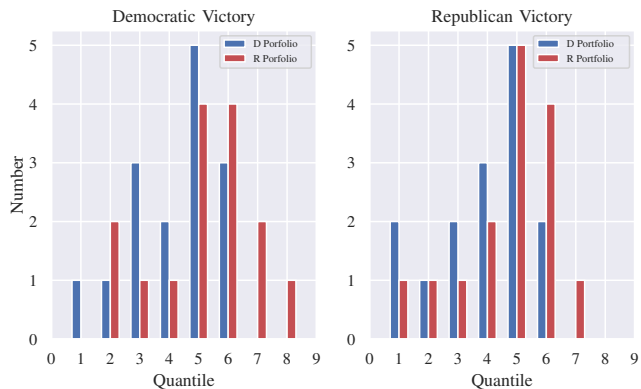 Democratic Victory
D Porfolio
R Porfolio
5
4
3
2
1
0
Number
0 1 2 3 4 5 6 7 8 9
Quantile
Republican Victory
D Portfolio
R Portfolio
5
4
3
2
1
0
0 1 2 3 4 5 6 7 8 9
Quantile